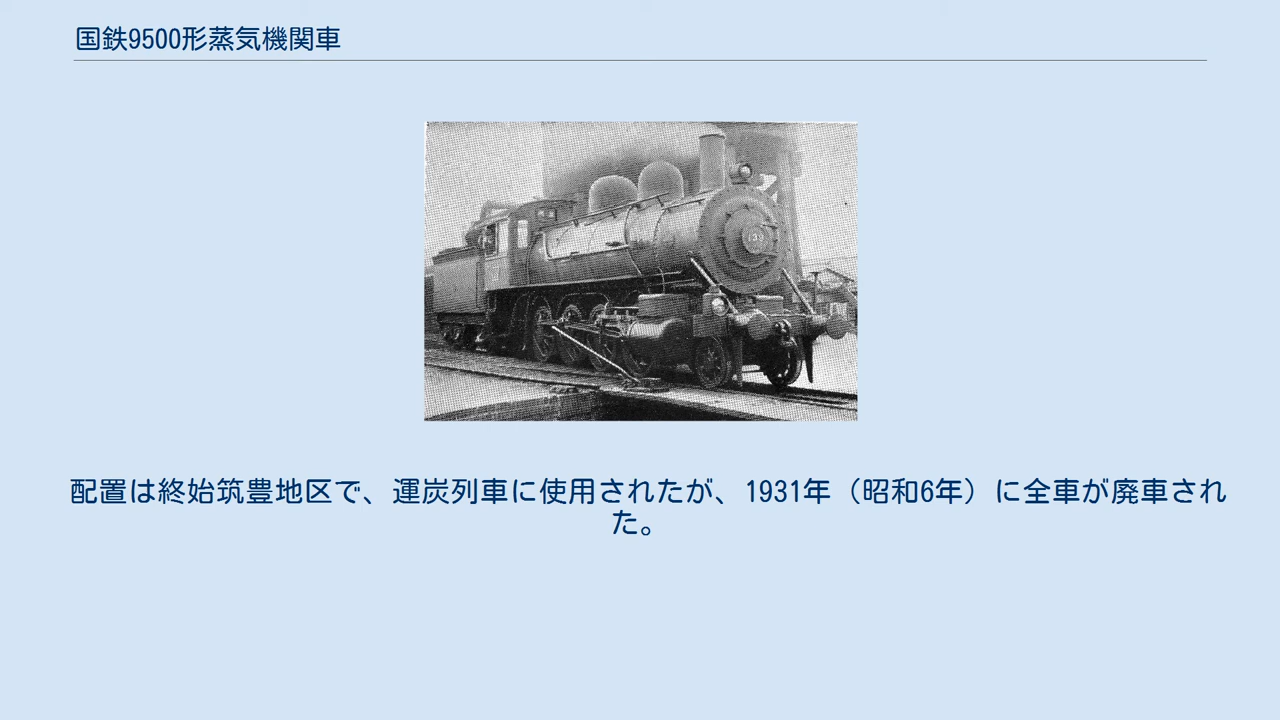 国鉄9500形蒸気機関車
配置は終始筑豊地区で、運炭列車に使用されたが、1931年（昭和6年）に全車が廃車され
た。